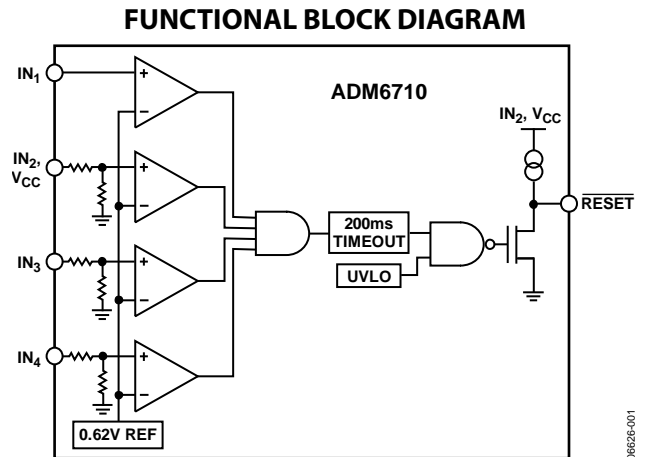 FUNCTIONAL BLOCK DIAGRAM
ADM6710
IN1
+
−
IN2, VCC
IN2,
VCC
+
−
RESET
200ms
TIMEOUT
IN3
+
−
UVLO
IN4
+
−
0.62V REF
06626-001